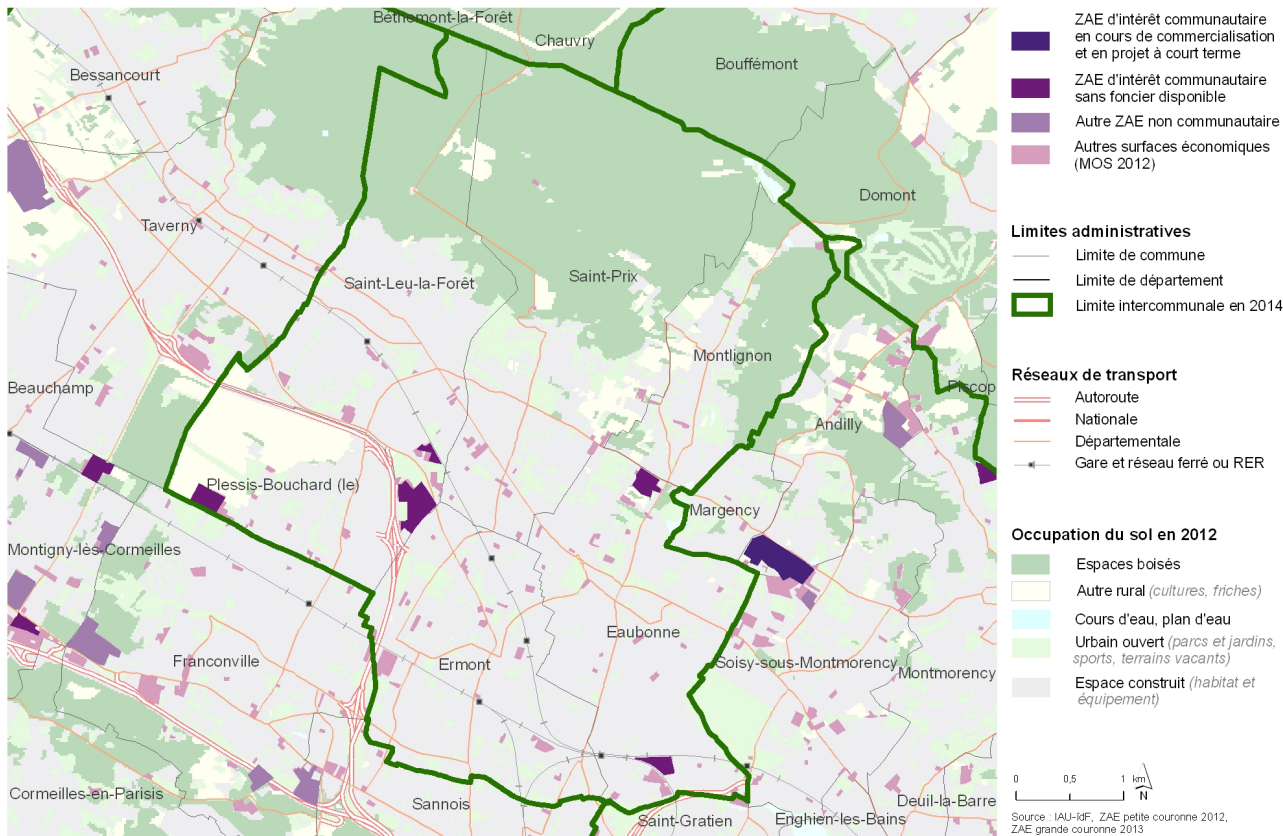 Béthemont-la-Forêt
Chauvry
Bouffémont
Bessancourt
Domont
Taverny
Saint-Leu-la-Forêt
Saint-Prix
Montlignon
Beauchamp
Piscop
Andilly
Plessis-Bouchard (le)
Margency
Montigny-lès-Cormeilles
Eaubonne
Franconville
Ermont
Soisy-sous-Montmorency
Montmorency
Cormeilles-en-Parisis
Sannois
Saint-Gratien
Enghien-les-Bains
Deuil-la-Barre
ZAE d'intérêt communautaire
en cours de commercialisation
et en projet à court terme
ZAE d'intérêt communautaire
sans foncier disponible
Autre ZAE non communautaire
Autres surfaces économiques
(MOS 2012)
Limites administratives
Limite de commune
Limite de département
Limite intercommunale en 2014
Réseaux de transport
Autoroute
Nationale
Départementale
Gare et réseau ferré ou RER
Occupation du sol en 2012
Espaces boisés
Autre rural (cultures, friches)
Cours d'eau, plan d'eau
Urbain ouvert (parcs et jardins,
sports, terrains vacants)
Espace construit (habitat et
équipement)
0 0,5 1 km
N
Source : IAU-îdF, ZAE petite couronne 2012,
ZAE grande couronne 2013